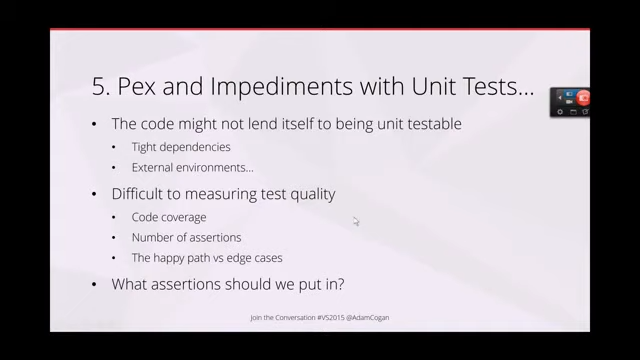 5. Pex and Impediments with Unit Tests...
• The code might not lend itself to being unit testable
• Tight dependencies
• External environments...
• Difficult to measuring test quality
• Code coverage
• Number of assertions
• The happy path vs edge cases
• What assertions should we put in?
Join the Conversation #VS2015 @AdamCogan